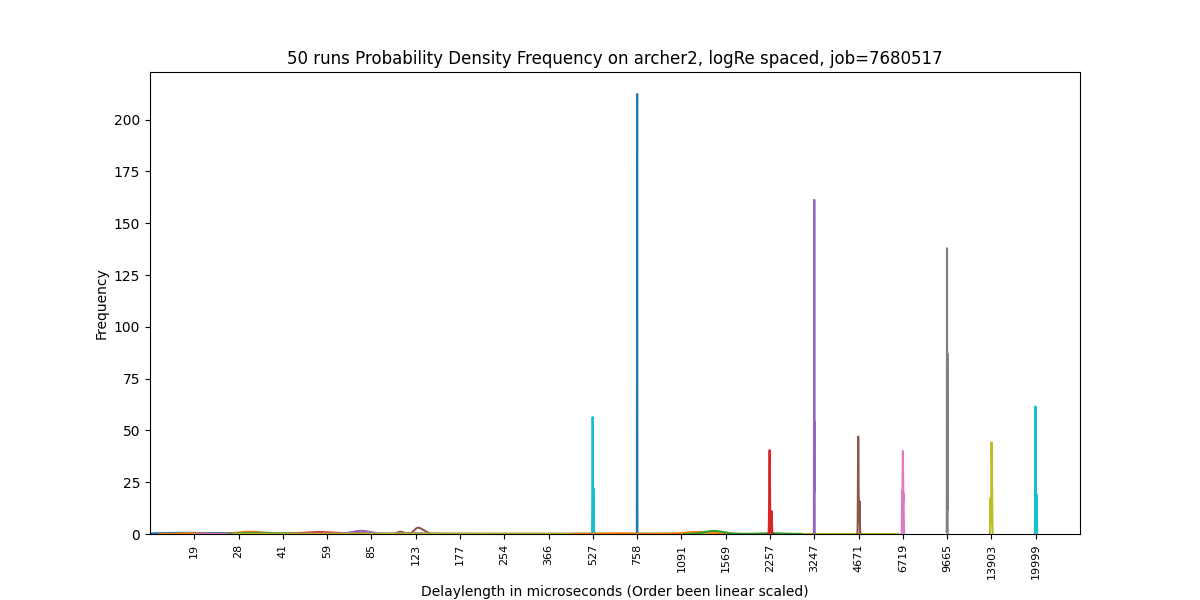 50 runs Probability Density Frequency on archer2, logRe spaced, job=7680517
Frequency
200
175
150
125
100
75
50
25
0
19 28 41 59 85 123 177 254 366 527 758 1091 1569 2257 3247 4671 6719 9665 13903 19999
Delaylength in microseconds (Order been linear scaled)